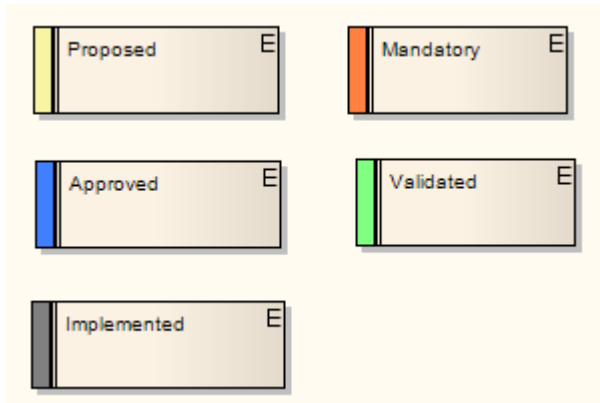 Proposed E
Mandatory E
Approved E
Validated E
Implemented E